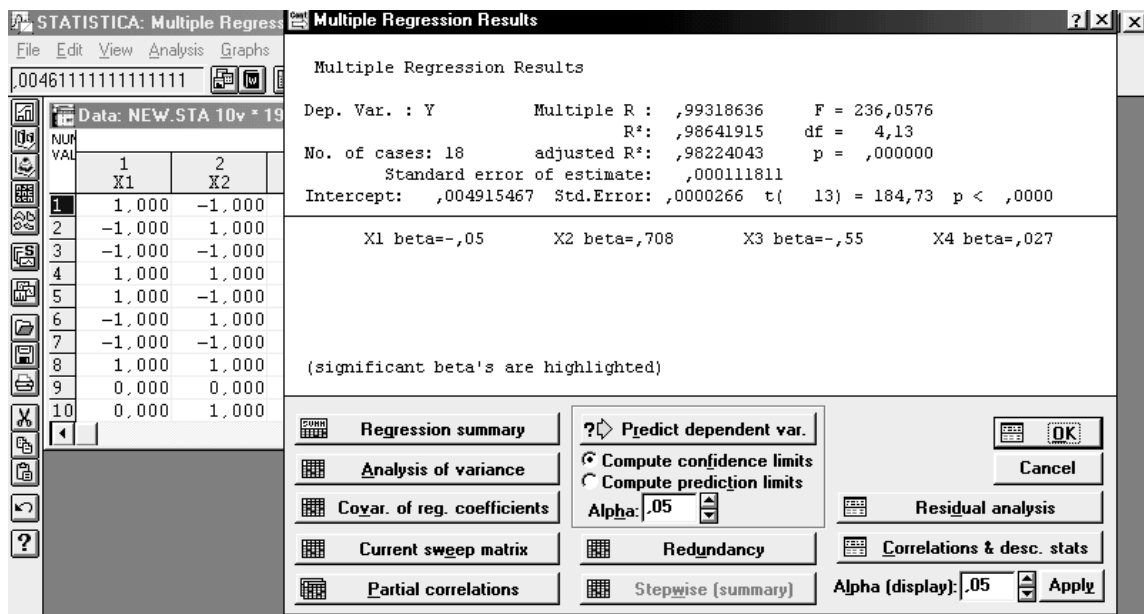 STATISTICA: Multiple Regress
File Edit View Analysis Graphs
,00461111111111111
Data: NEW.STA 10v * 19
NUM
VAL
1 2
X1 X2
1 1,000 -1,000
2 -1,000 1,000
3 -1,000 -1,000
4 1,000 1,000
5 1,000 -1,000
6 -1,000 1,000
7 -1,000 -1,000
8 1,000 1,000
9 0,000 0,000
10 0,000 1,000
Multiple Regression Results
Multiple Regression Results
Dep. Var. : Y Multiple R : ,99318636 F = 236,0576
R²: ,98641915 df = 4,13
No. of cases: 18 adjusted R²: ,98224043 p = ,000000
Standard error of estimate: ,000111811
Intercept: ,004915467 Std.Error: ,0000266 t( 13) = 184,73 p < ,0000
X1 beta=-,05 X2 beta=,708 X3 beta=-,55 X4 beta=,027
(significant beta's are highlighted)
Regression summary
Analysis of variance
Covar. of reg. coefficients
Current sweep matrix
Partial correlations
Predict dependent var.
Compute confidence limits
Compute prediction limits
Alpha: ,05
Redundancy
Stepwise (summary)
OK
Cancel
Residual analysis
Correlations & desc. stats
Alpha (display): ,05 Apply